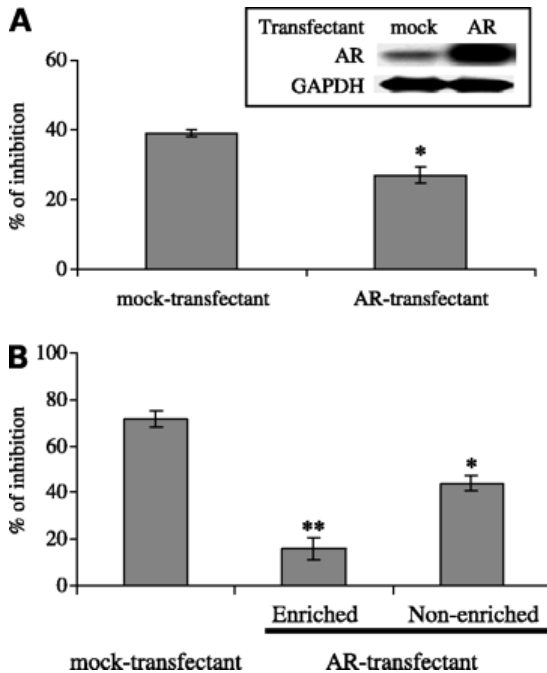 A
Transfectant mock AR
AR
GAPDH
% of inhibition
60
40
20
0
*
mock-transfectant AR-transfectant
B
% of inhibition
100
80
60
40
20
0
**
*
Enriched Non-enriched
mock-transfectant AR-transfectant